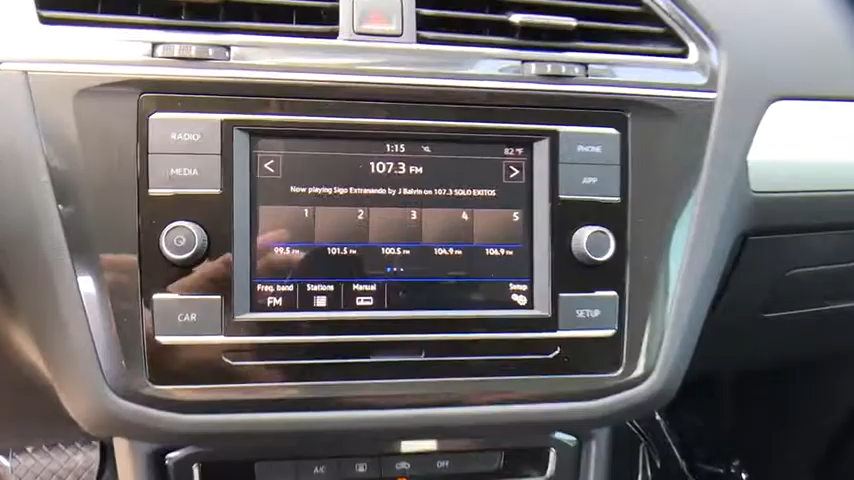 1:15
82 °F
RADIO
MEDIA
107.3 FM
PHONE
APP
Now playing Sigo Extranando by J Balvin on 107.3 SOLO EXITOS
1 2 3 4 5
99.5 FM 101.5 FM 100.5 FM 104.9 FM 106.9 FM
Freq. band Stations Manual Setup
FM
CAR
SETUP
A/C OFF